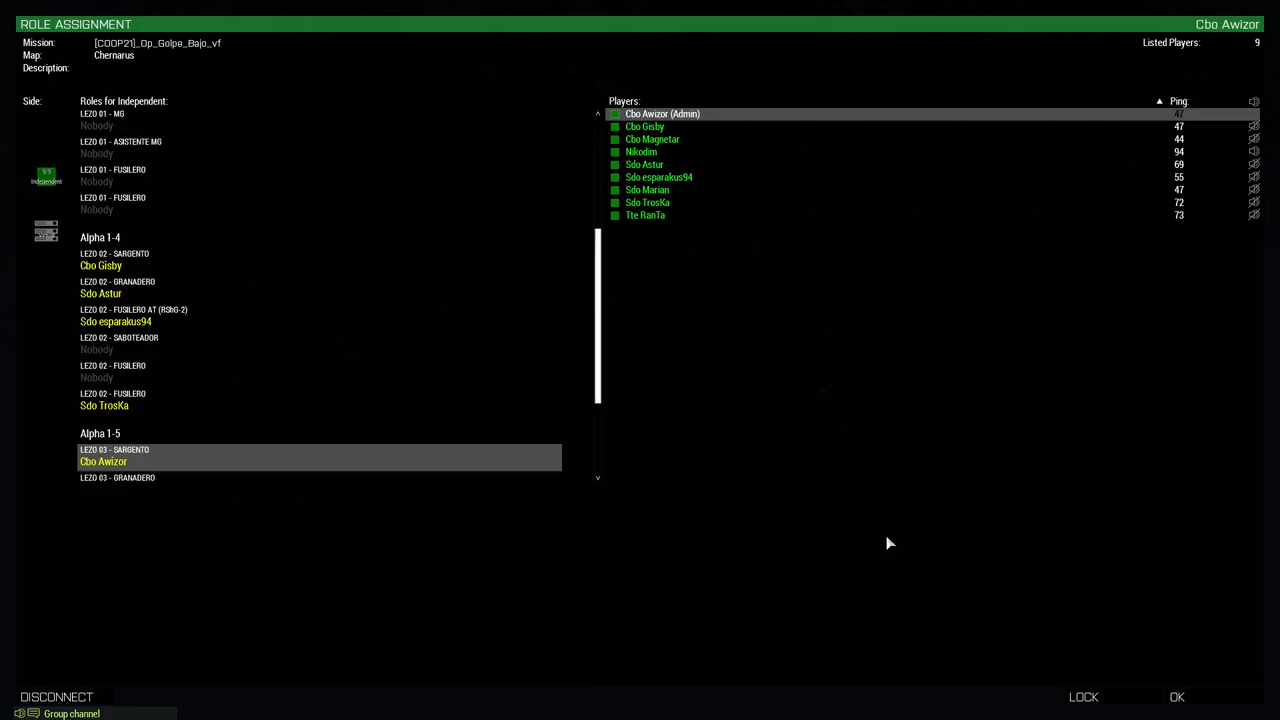 ROLE ASSIGNMENT
Cbo Awizor
Mission: [COOP21]_Op_Golpe_Bajo_vf
Listed Players: 9
Map: Chernarus
Description:
Side:
Roles for Independent:
LEZO 01 - MG
Nobody
LEZO 01 - ASISTENTE MG
Nobody
LEZO 01 - FUSILERO
Nobody
LEZO 01 - FUSILERO
Nobody
9/9
Independent
Alpha 1-4
LEZO 02 - SARGENTO
Cbo Gisby
LEZO 02 - GRANADERO
Sdo Astur
LEZO 02 - FUSILERO AT (RShG-2)
Sdo esparakus94
LEZO 02 - SABOTEADOR
Nobody
LEZO 02 - FUSILERO
Nobody
LEZO 02 - FUSILERO
Sdo TrosKa
Alpha 1-5
LEZO 03 - SARGENTO
Cbo Awizor
LEZO 03 - GRANADERO
Players: Ping:
Cbo Awizor (Admin) 47
Cbo Gisby 47
Cbo Magnetar 44
Nikodim 94
Sdo Astur 69
Sdo esparakus94 55
Sdo Marian 47
Sdo TrosKa 72
Tte RanTa 73
DISCONNECT
LOCK
OK
Group channel